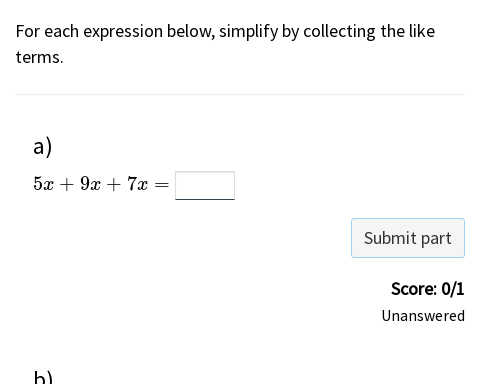 For each expression below, simplify by collecting the like
terms.
a)
5x + 9x + 7x =
Submit part
Score: 0/1
Unanswered
b)